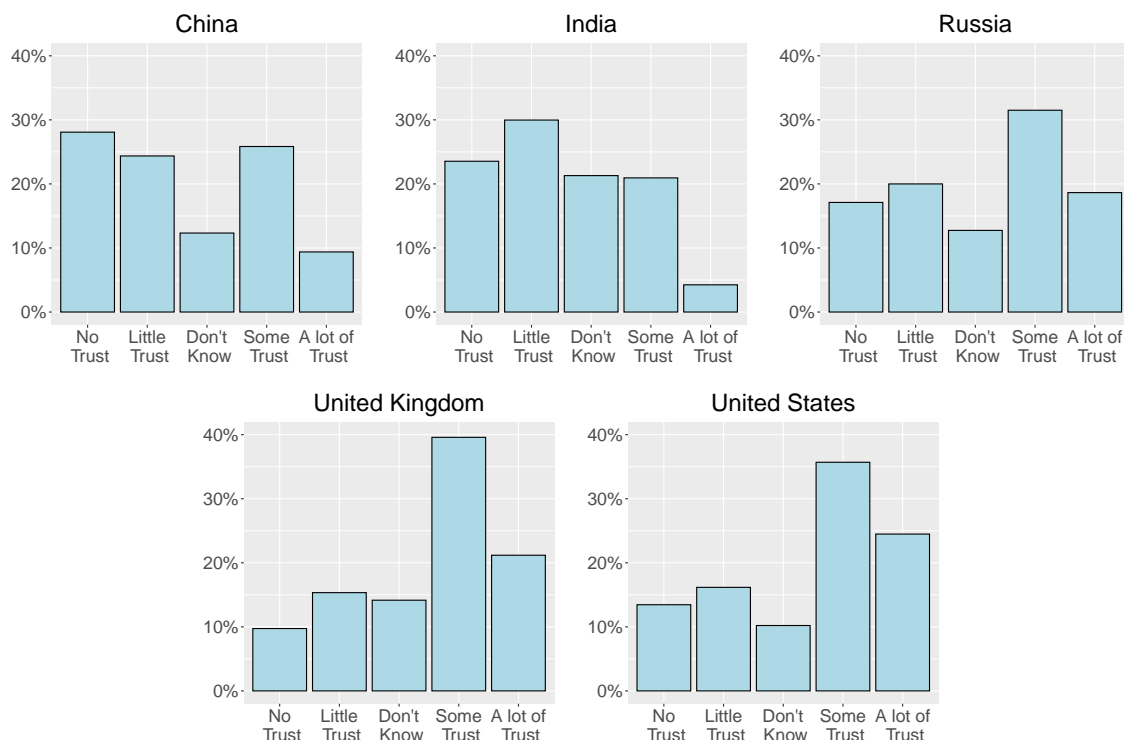 China
India
Russia
40%
30%
20%
10%
0%
No Trust
Little Trust
Don't Know
Some Trust
A lot of Trust
40%
30%
20%
10%
0%
No Trust
Little Trust
Don't Know
Some Trust
A lot of Trust
40%
30%
20%
10%
0%
No Trust
Little Trust
Don't Know
Some Trust
A lot of Trust
United Kingdom
United States
40%
30%
20%
10%
0%
No Trust
Little Trust
Don't Know
Some Trust
A lot of Trust
40%
30%
20%
10%
0%
No Trust
Little Trust
Don't Know
Some Trust
A lot of Trust